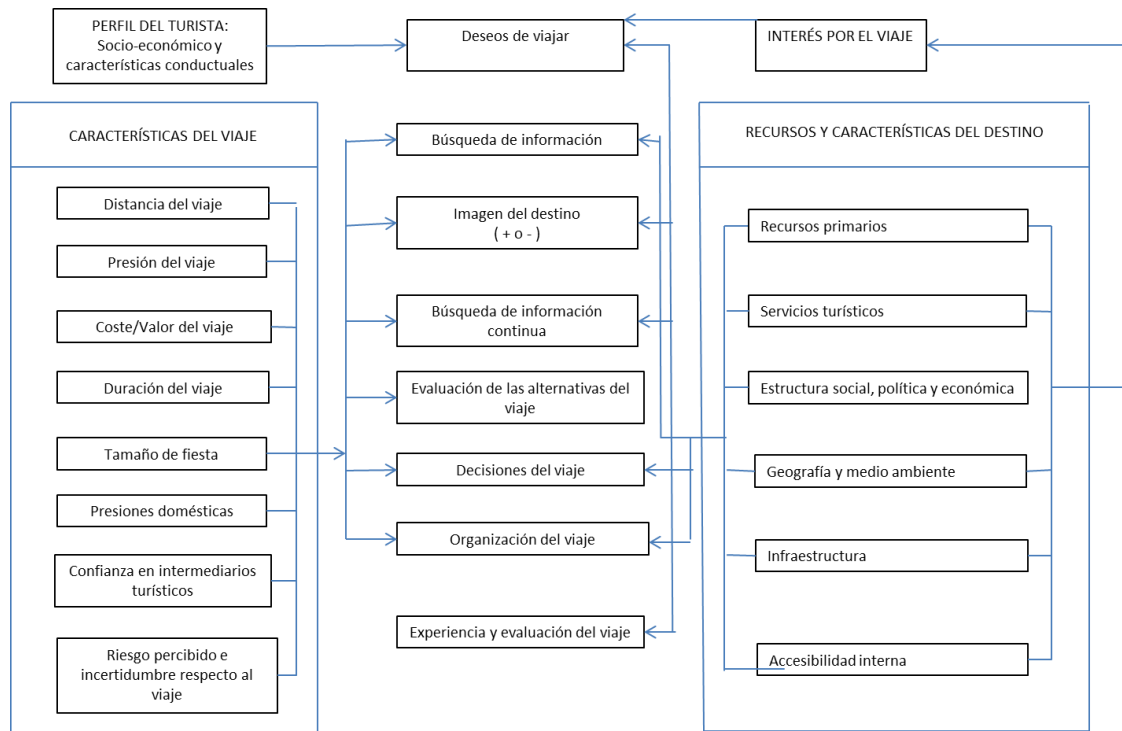 PERFIL DEL TURISTA:
Socio-económico y
características conductuales
Deseos de viajar
INTERÉS POR EL VIAJE
CARACTERÍSTICAS DEL VIAJE
Distancia del viaje
Presión del viaje
Coste/Valor del viaje
Duración del viaje
Tamaño de fiesta
Presiones domésticas
Confianza en intermediarios
turísticos
Riesgo percibido e
incertidumbre respecto al
viaje
Búsqueda de información
Imagen del destino
( + o - )
Búsqueda de información
continua
Evaluación de las alternativas del
viaje
Decisiones del viaje
Organización del viaje
Experiencia y evaluación del viaje
RECURSOS Y CARACTERÍSTICAS DEL DESTINO
Recursos primarios
Servicios turísticos
Estructura social, política y económica
Geografía y medio ambiente
Infraestructura
Accesibilidad interna